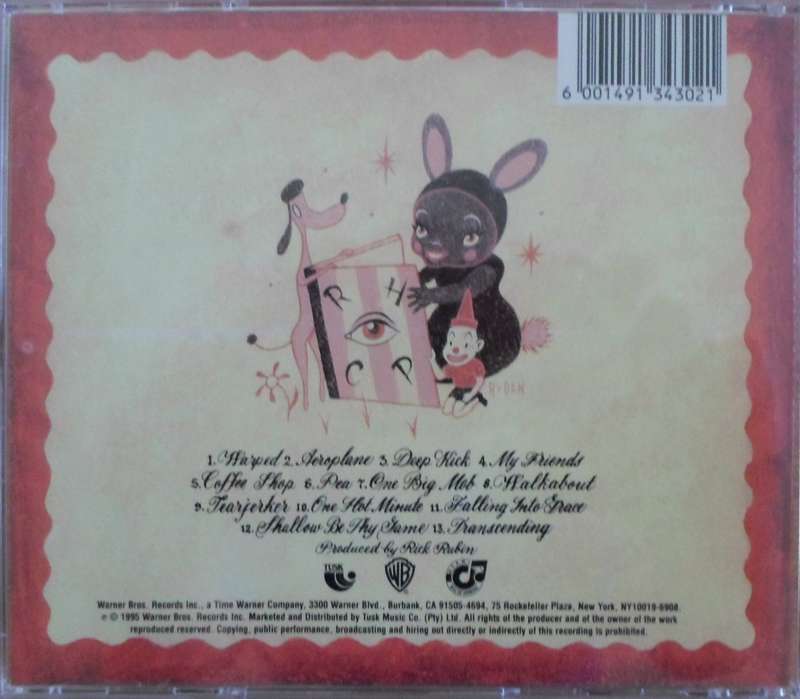 6 001491 343021
R H
C P
RYDEN
1. Warped 2. Aeroplane 3. Deep Kick 4. My Friends
5. Coffee Shop 6. Pea 7. One Big Mob 8. Walkabout
9. Tearjerker 10. One Hot Minute 11. Falling Into Grace
12. Shallow Be Thy Game 13. Transcending
Produced by Rick Rubin
TUSK WB
Warner Bros. Records Inc., a Time Warner Company, 3300 Warner Blvd., Burbank, CA 91505-4694, 75 Rockefeller Plaza, New York, NY10019-6908.
℗ © 1995 Warner Bros. Records Inc. Marketed and Distributed by Tusk Music Co. (Pty) Ltd. All rights of the producer and of the owner of the work
reproduced reserved. Copying, public performance, broadcasting and hiring out directly or indirectly of this recording is prohibited.